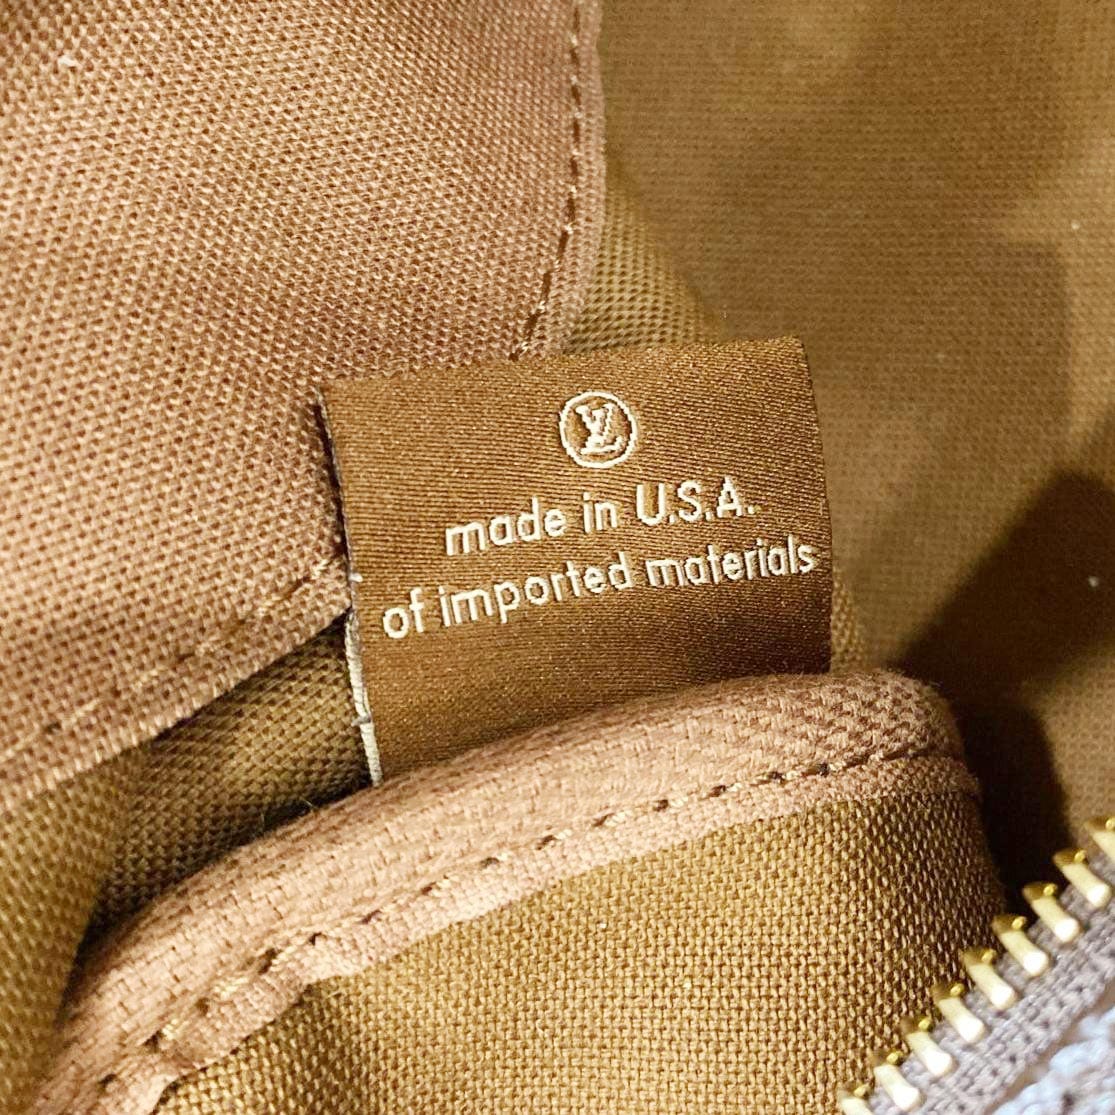 LV
made in U.S.A.
of imported materials